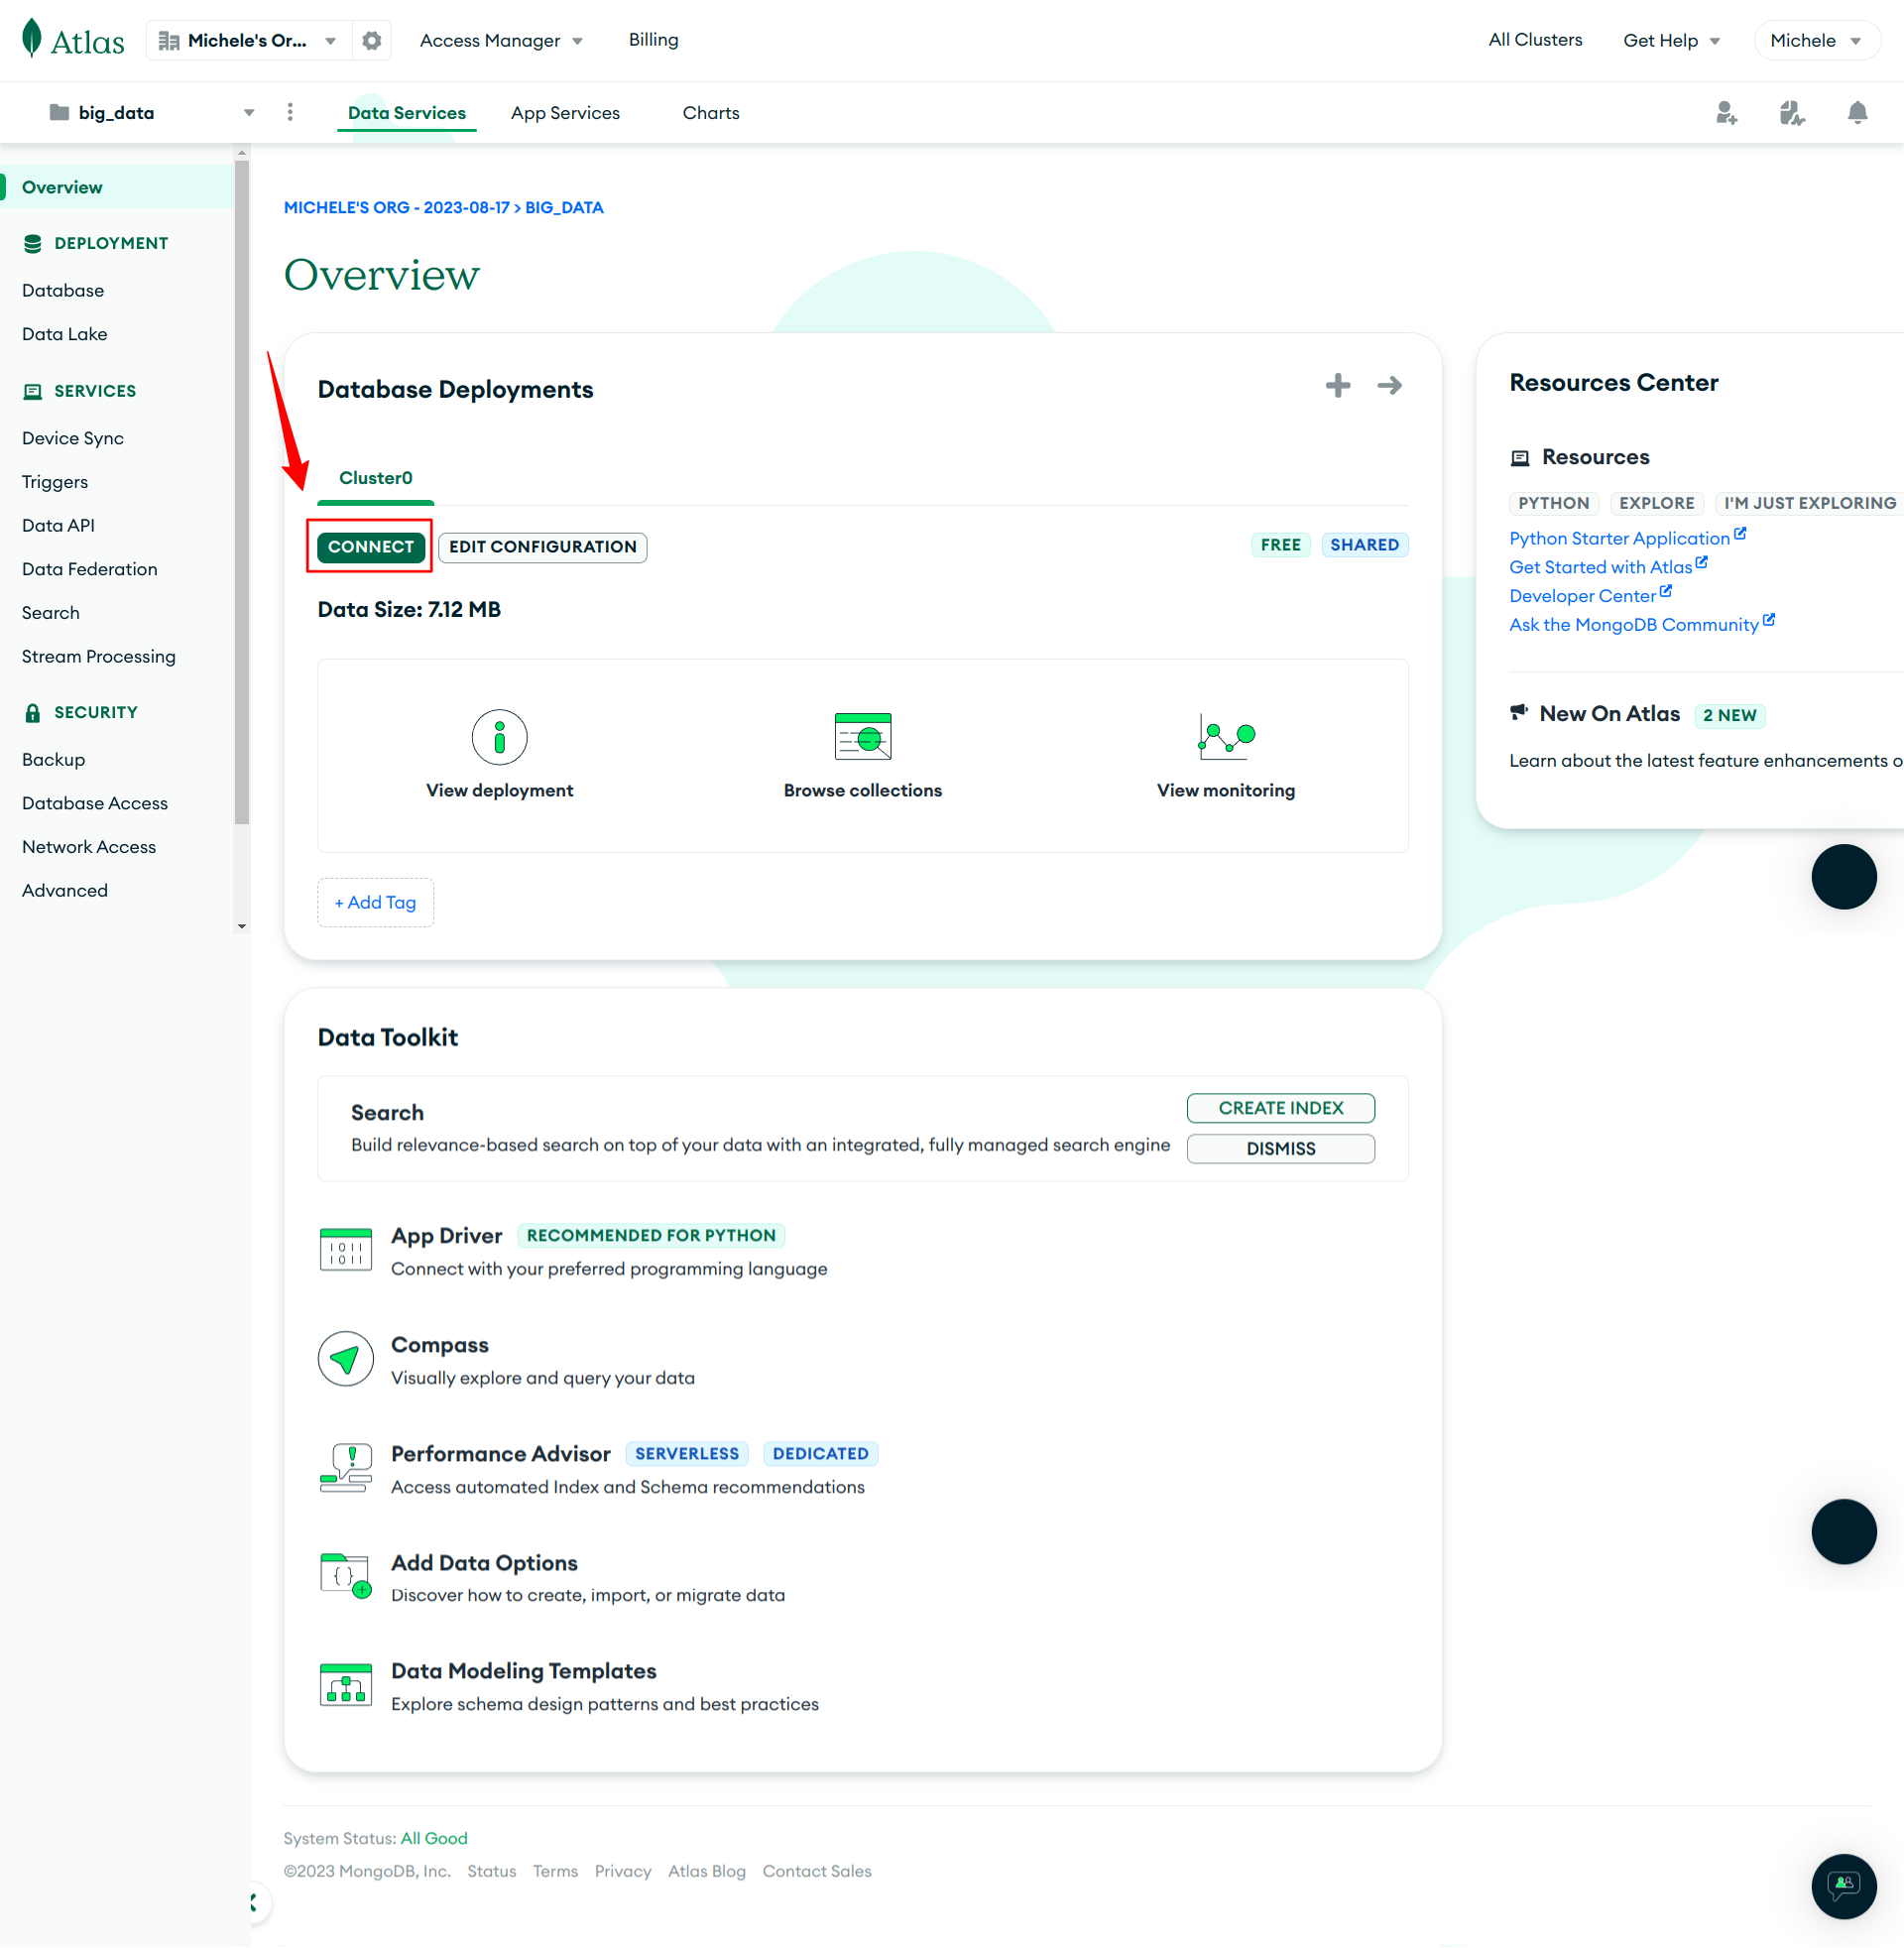 Atlas
Michele's Or...
Access Manager
Billing
All Clusters
Get Help
Michele
big_data
Data Services
App Services
Charts
Overview
DEPLOYMENT
Database
Data Lake
SERVICES
Device Sync
Triggers
Data API
Data Federation
Search
Stream Processing
SECURITY
Backup
Database Access
Network Access
Advanced
MICHELE'S ORG - 2023-08-17 > BIG_DATA
Overview
Database Deployments
Cluster0
CONNECT
EDIT CONFIGURATION
FREE
SHARED
Data Size: 7.12 MB
View deployment
Browse collections
View monitoring
+ Add Tag
Resources Center
Resources
PYTHON
EXPLORE
I'M JUST EXPLORING
Python Starter Application
Get Started with Atlas
Developer Center
Ask the MongoDB Community
New On Atlas
2 NEW
Learn about the latest feature enhancements o
Data Toolkit
Search
Build relevance-based search on top of your data with an integrated, fully managed search engine
CREATE INDEX
DISMISS
App Driver
RECOMMENDED FOR PYTHON
Connect with your preferred programming language
Compass
Visually explore and query your data
Performance Advisor
SERVERLESS
DEDICATED
Access automated Index and Schema recommendations
Add Data Options
Discover how to create, import, or migrate data
Data Modeling Templates
Explore schema design patterns and best practices
System Status: All Good
©2023 MongoDB, Inc.
Status
Terms
Privacy
Atlas Blog
Contact Sales